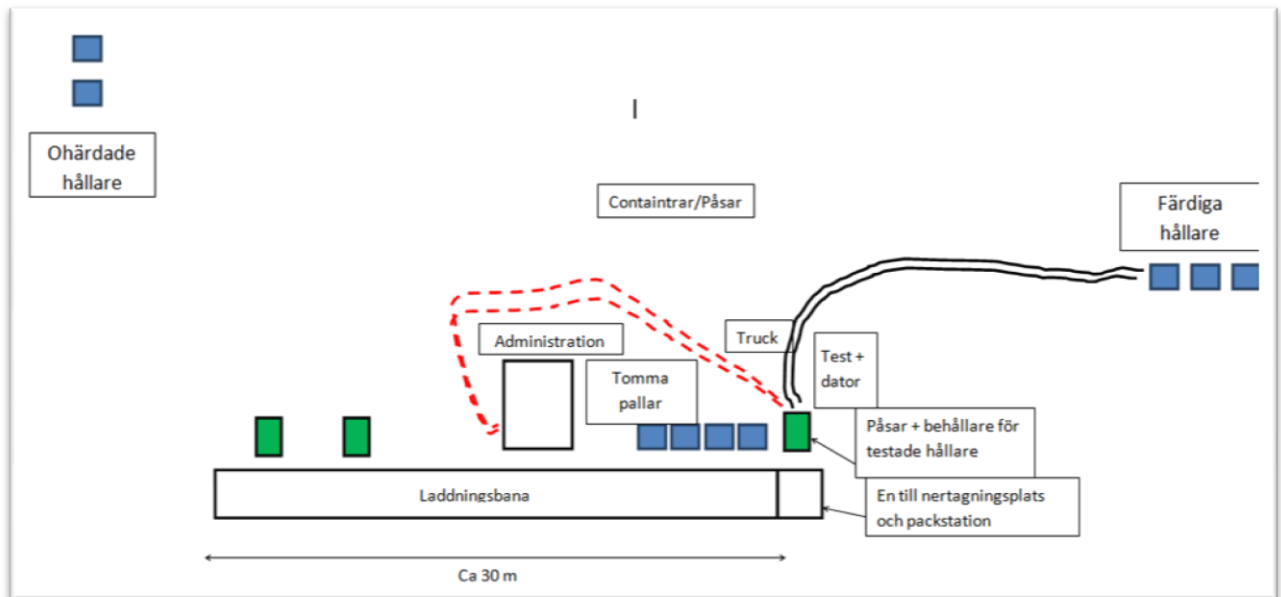 Ohärdade
hållare
Containtrar/Påsar
Färdiga
hållare
Administration
Truck
Test +
dator
Tomma
pallar
Påsar + behållare för
testade hållare
Laddningsbana
En till nertagningsplats
och packstation
Ca 30 m